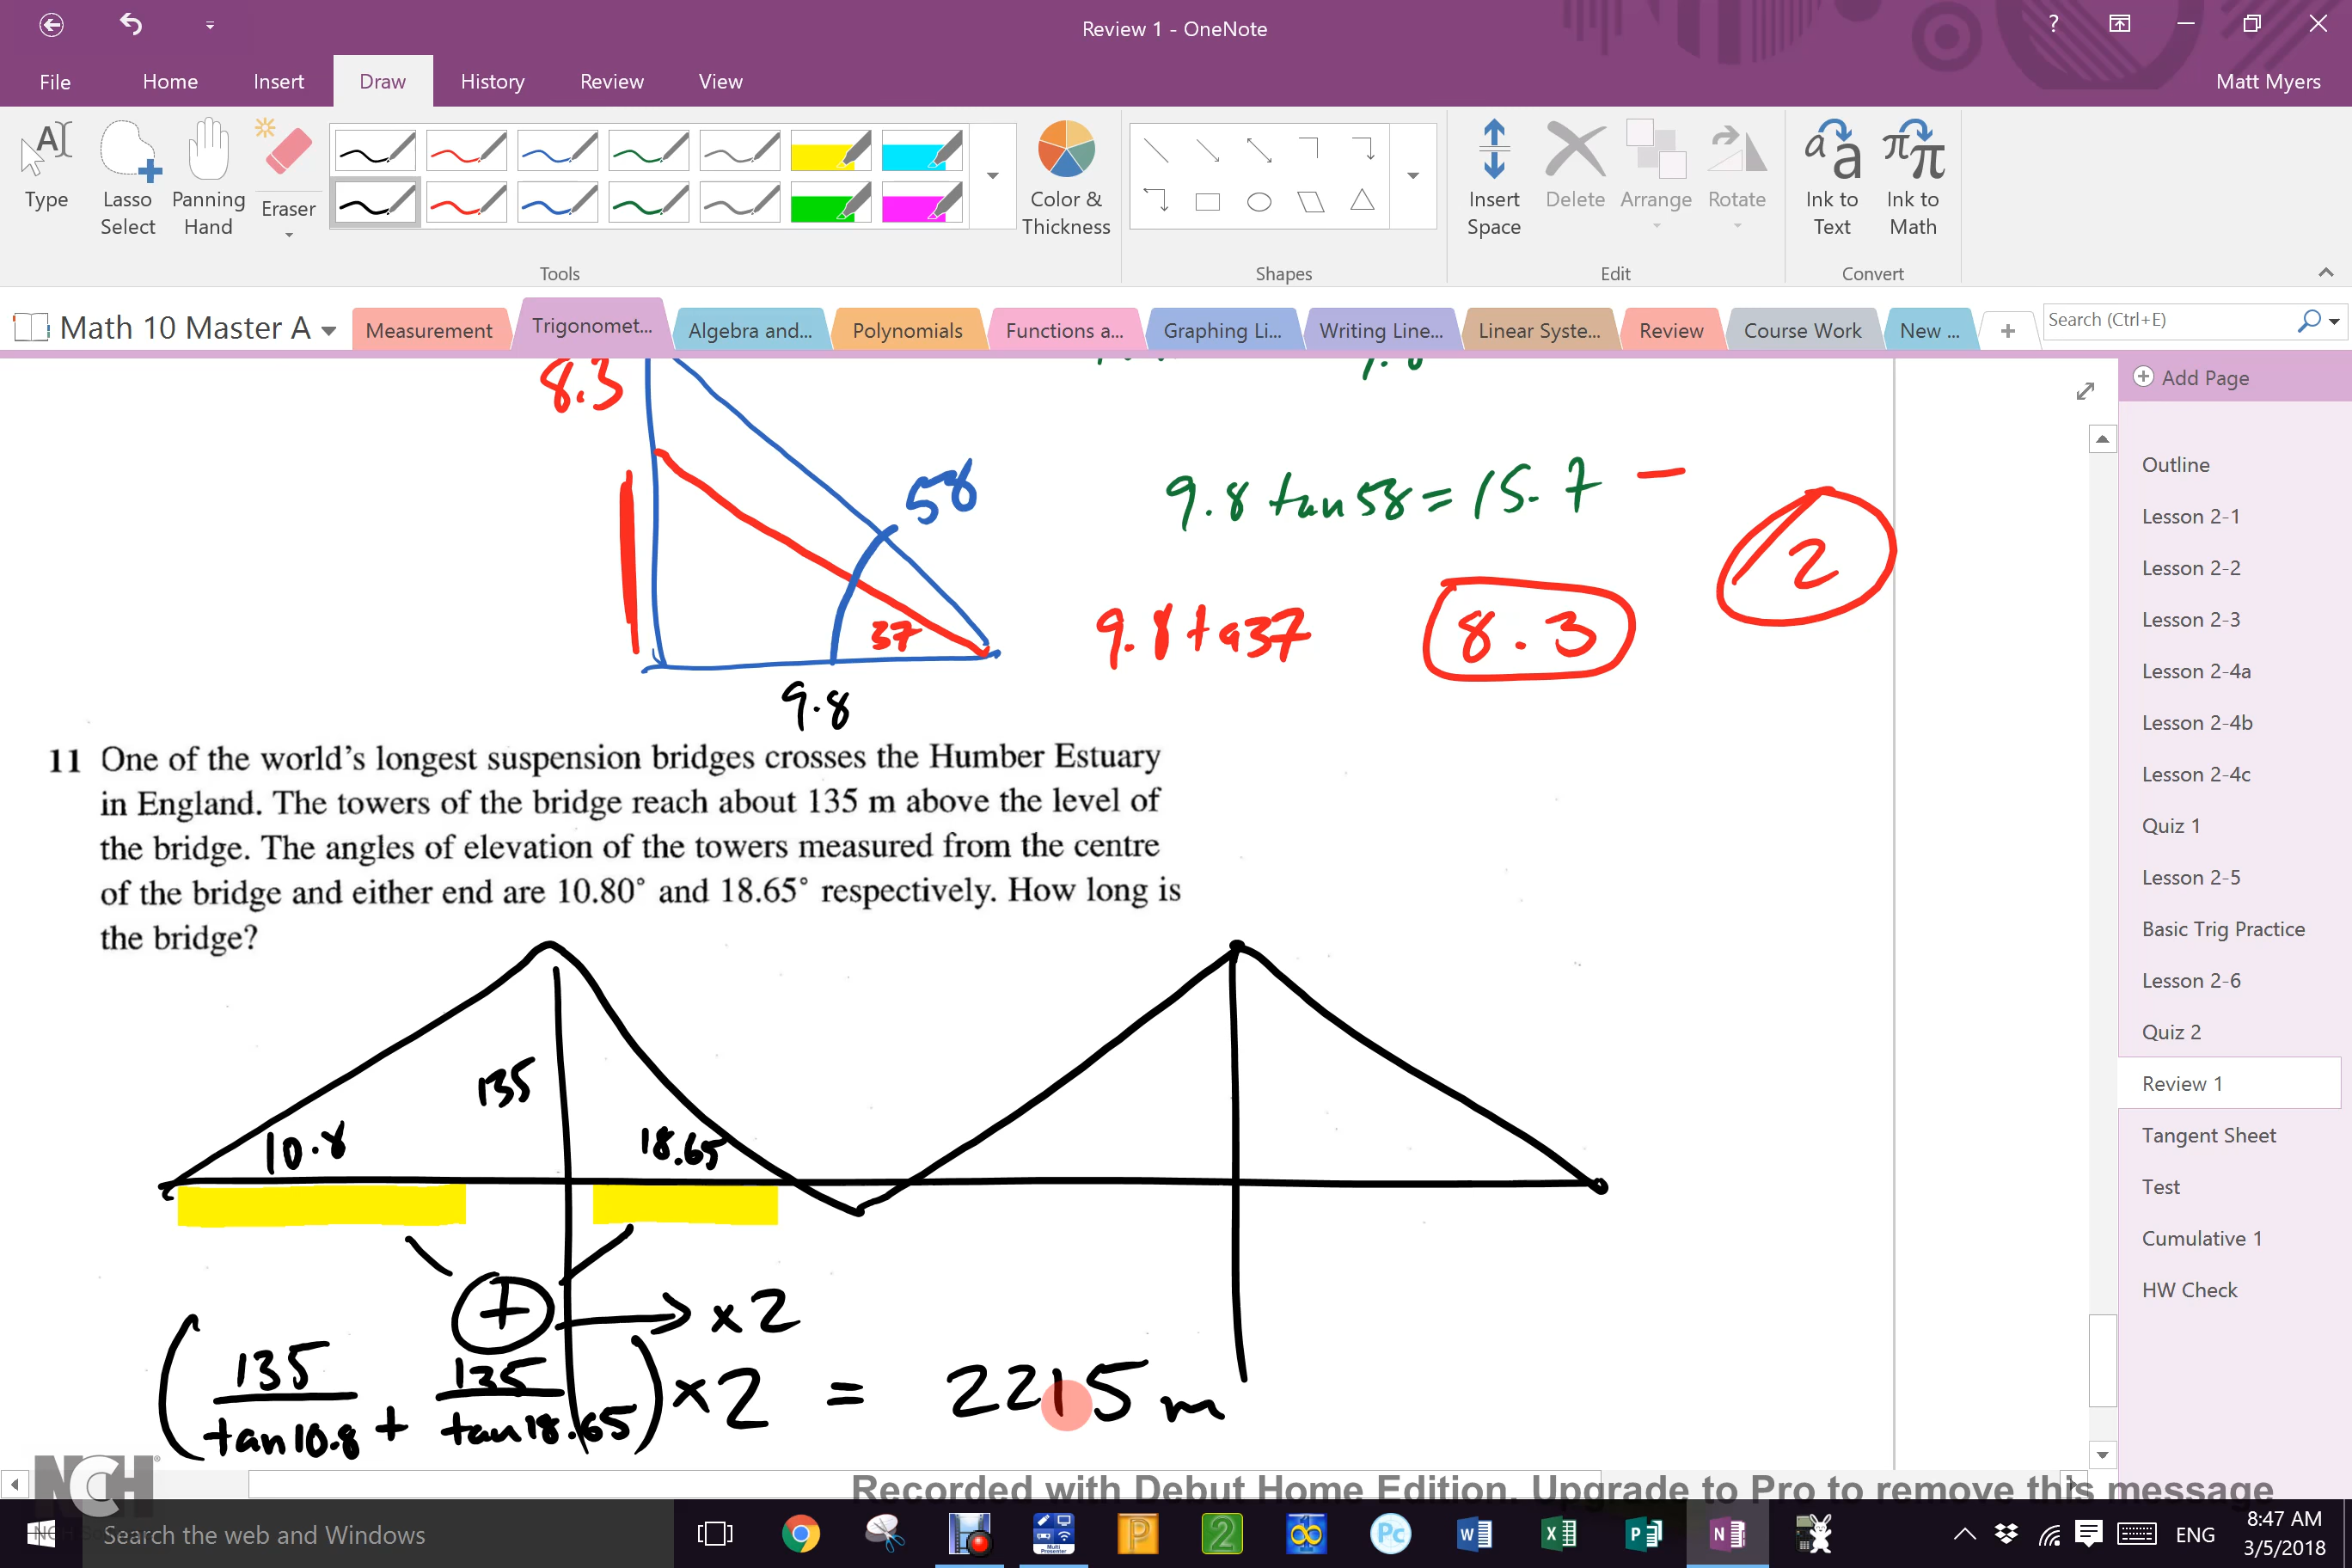 Review 1 - OneNote
?
File
Home
Insert
Draw
History
Review
View
Matt Myers
Type
Lasso Select
Panning Hand
Eraser
Color & Thickness
Insert Space
Delete
Arrange
Rotate
Ink to Text
Ink to Math
Tools
Shapes
Edit
Convert
Math 10 Master A
Measurement
Trigonomet...
Algebra and...
Polynomials
Functions a...
Graphing Li...
Writing Line...
Linear Syste...
Review
Course Work
New ...
Search (Ctrl+E)
Add Page
Outline
Lesson 2-1
Lesson 2-2
Lesson 2-3
Lesson 2-4a
Lesson 2-4b
Lesson 2-4c
Quiz 1
Lesson 2-5
Basic Trig Practice
Lesson 2-6
Quiz 2
Review 1
Tangent Sheet
Test
Cumulative 1
HW Check
8.3
58
37
9.8
9.8 tan 58 = 15.7 −
2
9.8 ta 37
8.3
11 One of the world's longest suspension bridges crosses the Humber Estuary
in England. The towers of the bridge reach about 135 m above the level of
the bridge. The angles of elevation of the towers measured from the centre
of the bridge and either end are 10.80° and 18.65° respectively. How long is
the bridge?
135
10.8
18.65
+
x2
(135/tan10.8 + 135/tan18.65) x 2 = 2215 m
NCH
Recorded with Debut Home Edition. Upgrade to Pro to remove this message
Search the web and Windows
ENG
8:47 AM
3/5/2018